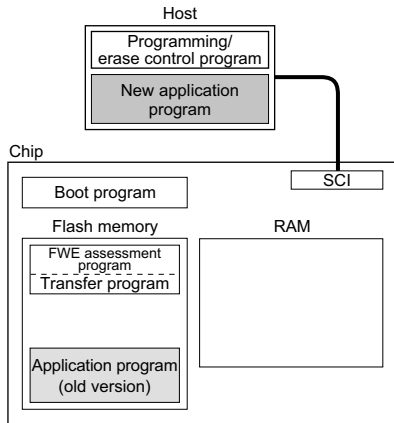 Host
Programming/
erase control program
New application
program
Chip
SCI
Boot program
Flash memory
RAM
FWE assessment
program
Transfer program
Application program
(old version)